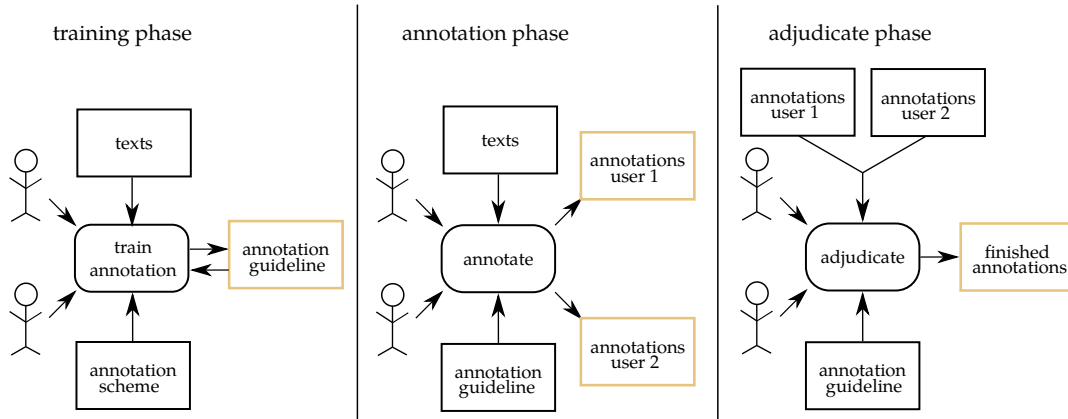 training phase
texts
train
annotation
annotation
guideline
annotation
scheme
annotation phase
texts
annotations
user 1
annotate
annotations
user 2
annotation
guideline
adjudicate phase
annotations
user 1
annotations
user 2
adjudicate
finished
annotations
annotation
guideline